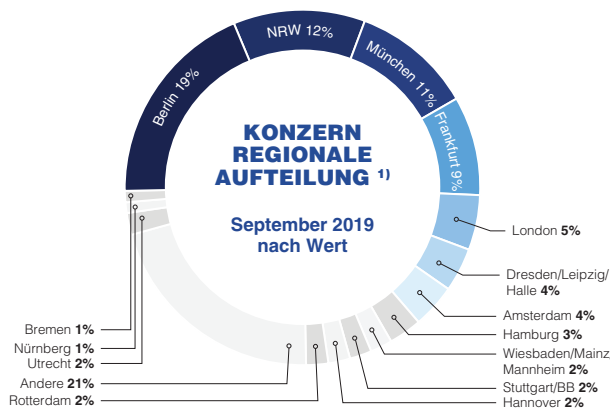 Berlin 19%
NRW 12%
München 11%
Frankfurt 9%
KONZERN
REGIONALE
AUFTEILUNG 1)
September 2019
nach Wert
London 5%
Dresden/Leipzig/
Halle 4%
Amsterdam 4%
Hamburg 3%
Wiesbaden/Mainz
Mannheim 2%
Stuttgart/BB 2%
Hannover 2%
Bremen 1%
Nürnberg 1%
Utrecht 2%
Andere 21%
Rotterdam 2%